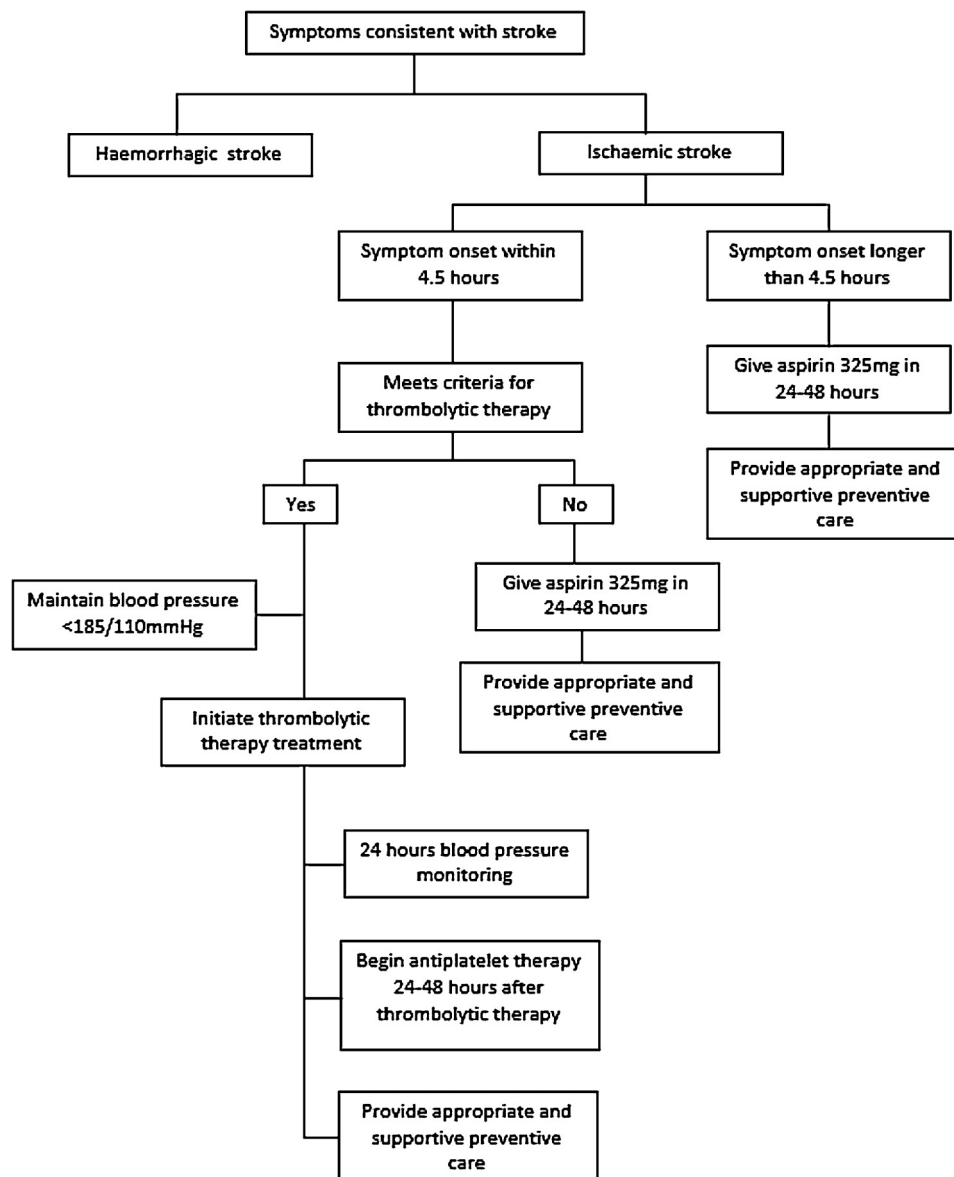 Symptoms consistent with stroke
Haemorrhagic stroke
Ischaemic stroke
Symptom onset within
4.5 hours
Symptom onset longer
than 4.5 hours
Meets criteria for
thrombolytic therapy
Give aspirin 325mg in
24-48 hours
Provide appropriate and
supportive preventive
care
Yes
No
Maintain blood pressure
<185/110mmHg
Give aspirin 325mg in
24-48 hours
Provide appropriate and
supportive preventive
care
Initiate thrombolytic
therapy treatment
24 hours blood pressure
monitoring
Begin antiplatelet therapy
24-48 hours after
thrombolytic therapy
Provide appropriate and
supportive preventive
care